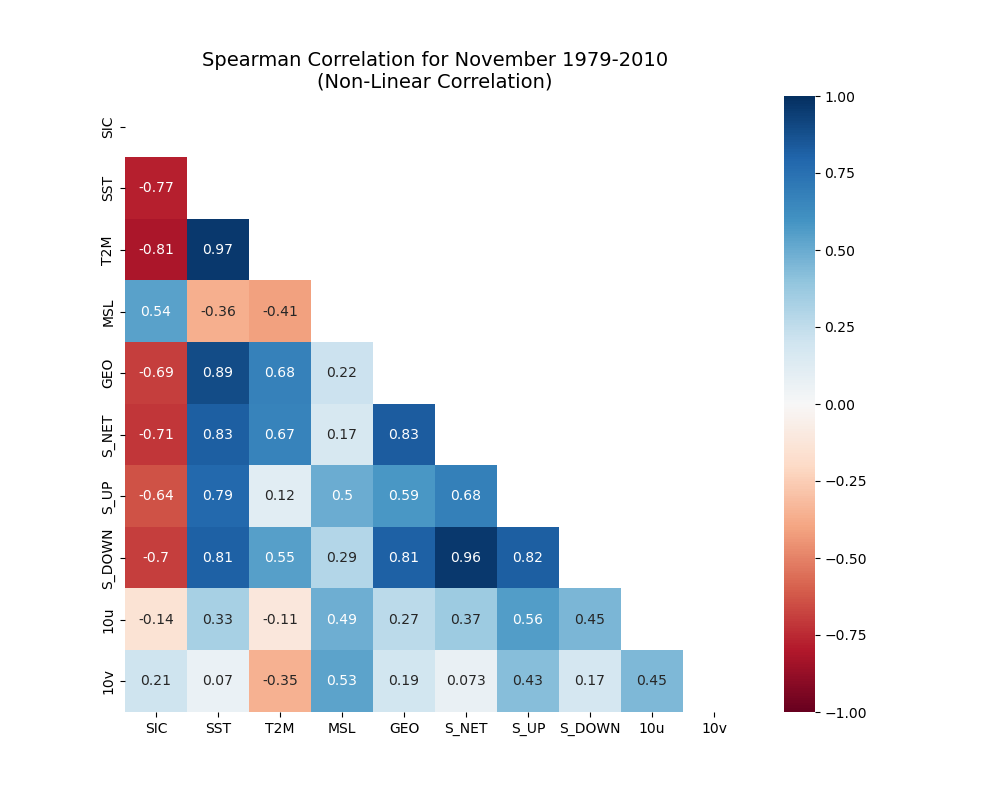 Spearman Correlation for November 1979-2010
(Non-Linear Correlation)
SIC
SST -0.77
T2M -0.81 0.97
MSL 0.54 -0.36 -0.41
GEO -0.69 0.89 0.68 0.22
S_NET -0.71 0.83 0.67 0.17 0.83
S_UP -0.64 0.79 0.12 0.5 0.59 0.68
S_DOWN -0.7 0.81 0.55 0.29 0.81 0.96 0.82
10u -0.14 0.33 -0.11 0.49 0.27 0.37 0.56 0.45
10v 0.21 0.07 -0.35 0.53 0.19 0.073 0.43 0.17 0.45
SIC SST T2M MSL GEO S_NET S_UP S_DOWN 10u 10v
1.00
0.75
0.50
0.25
0.00
−0.25
−0.50
−0.75
−1.00